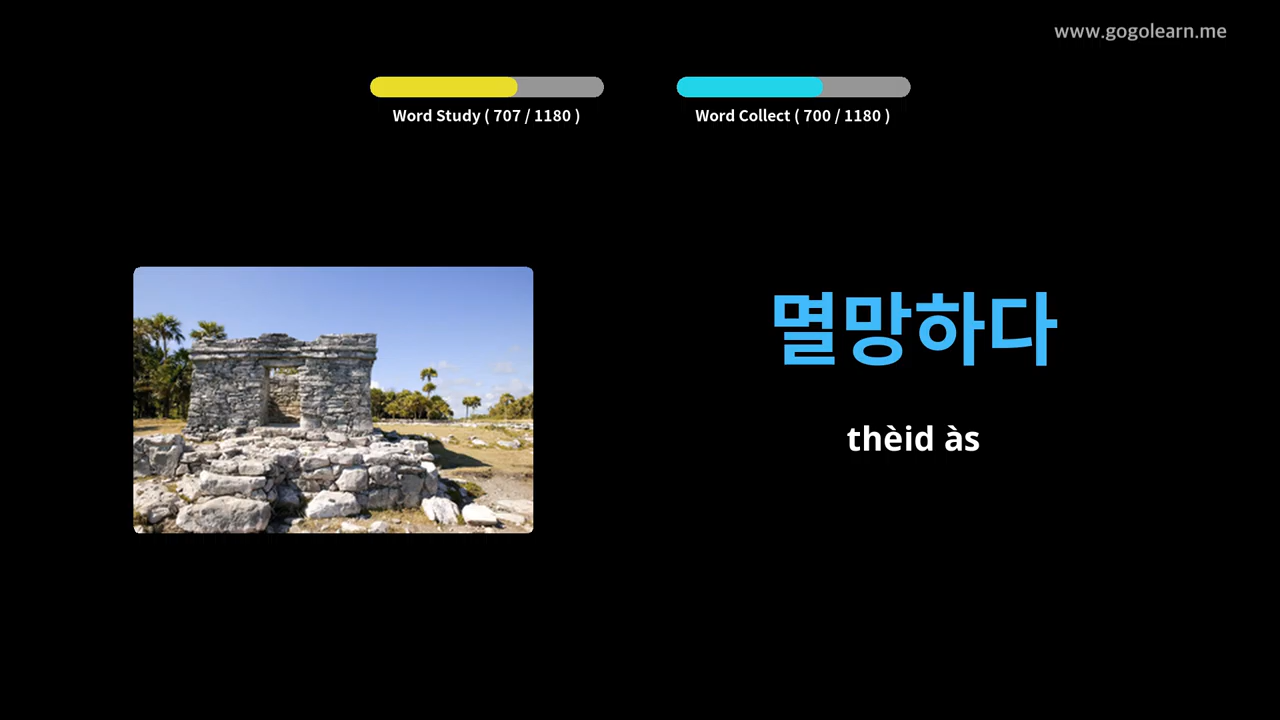 www.gogolearn.me
Word Study ( 707 / 1180 )
Word Collect ( 700 / 1180 )
멸망하다
thèid às